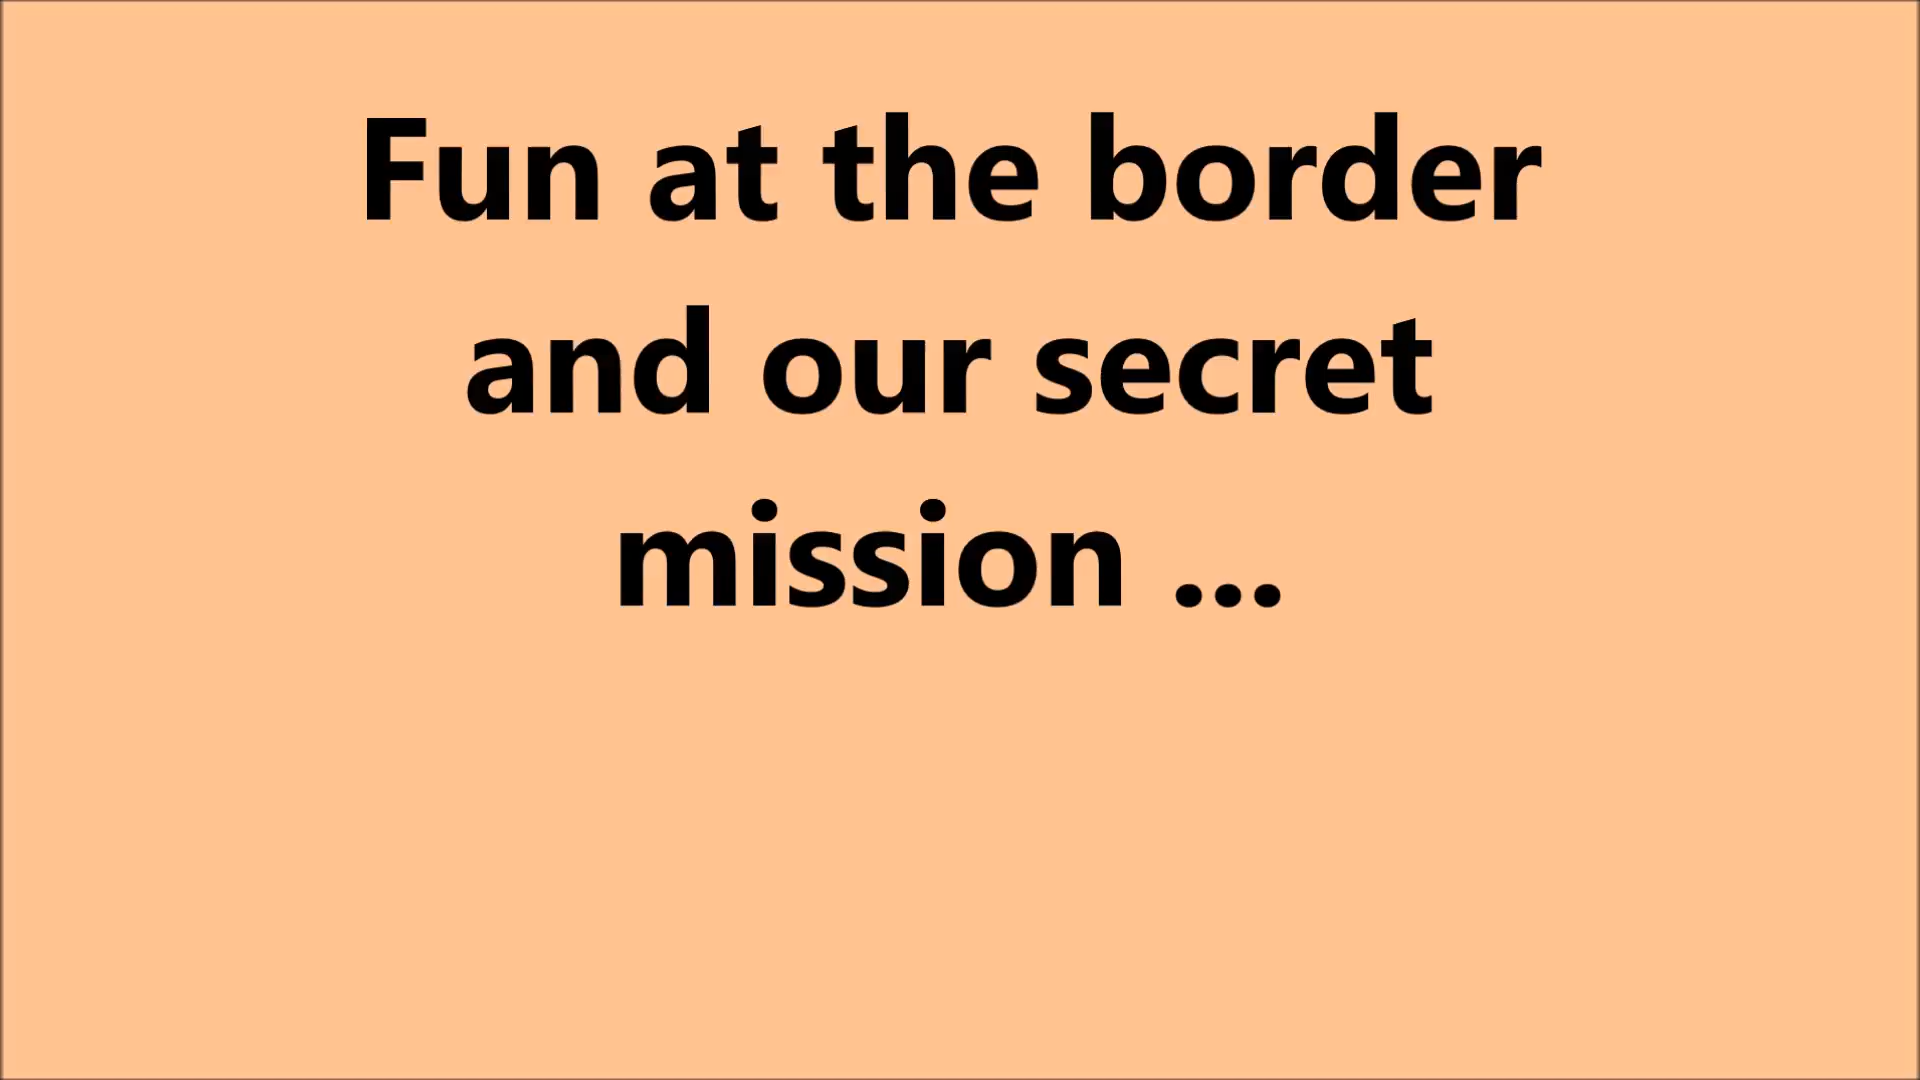 Fun at the border
and our secret
mission ...